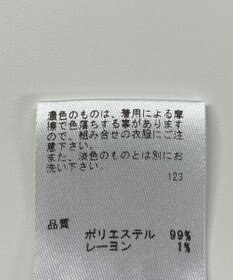 濃色のものは、着用による摩
擦で色落ちする事があります
ので、組み合せの衣服にご注
意下さい。
また、淡色のものとは別にお
洗い下さい。
123
品質
ポリエステル 99%
レーヨン 1%